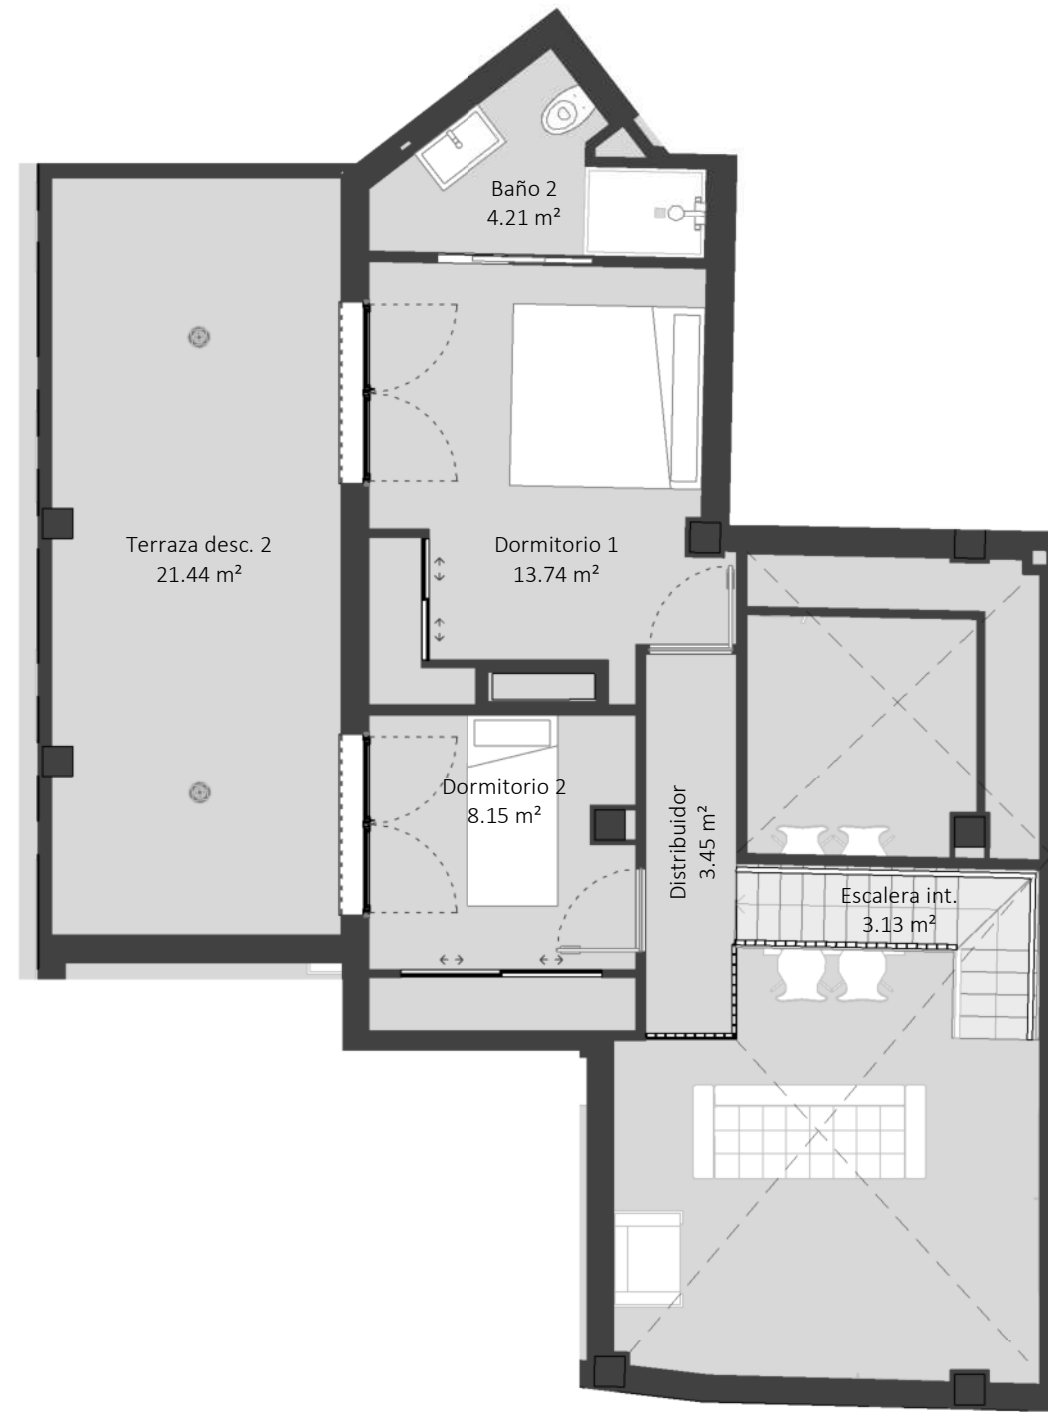 Baño 2
4.21 m²
Terraza desc. 2
21.44 m²
Dormitorio 1
13.74 m²
Dormitorio 2
8.15 m²
Distribuidor
3.45 m²
Escalera int.
3.13 m²